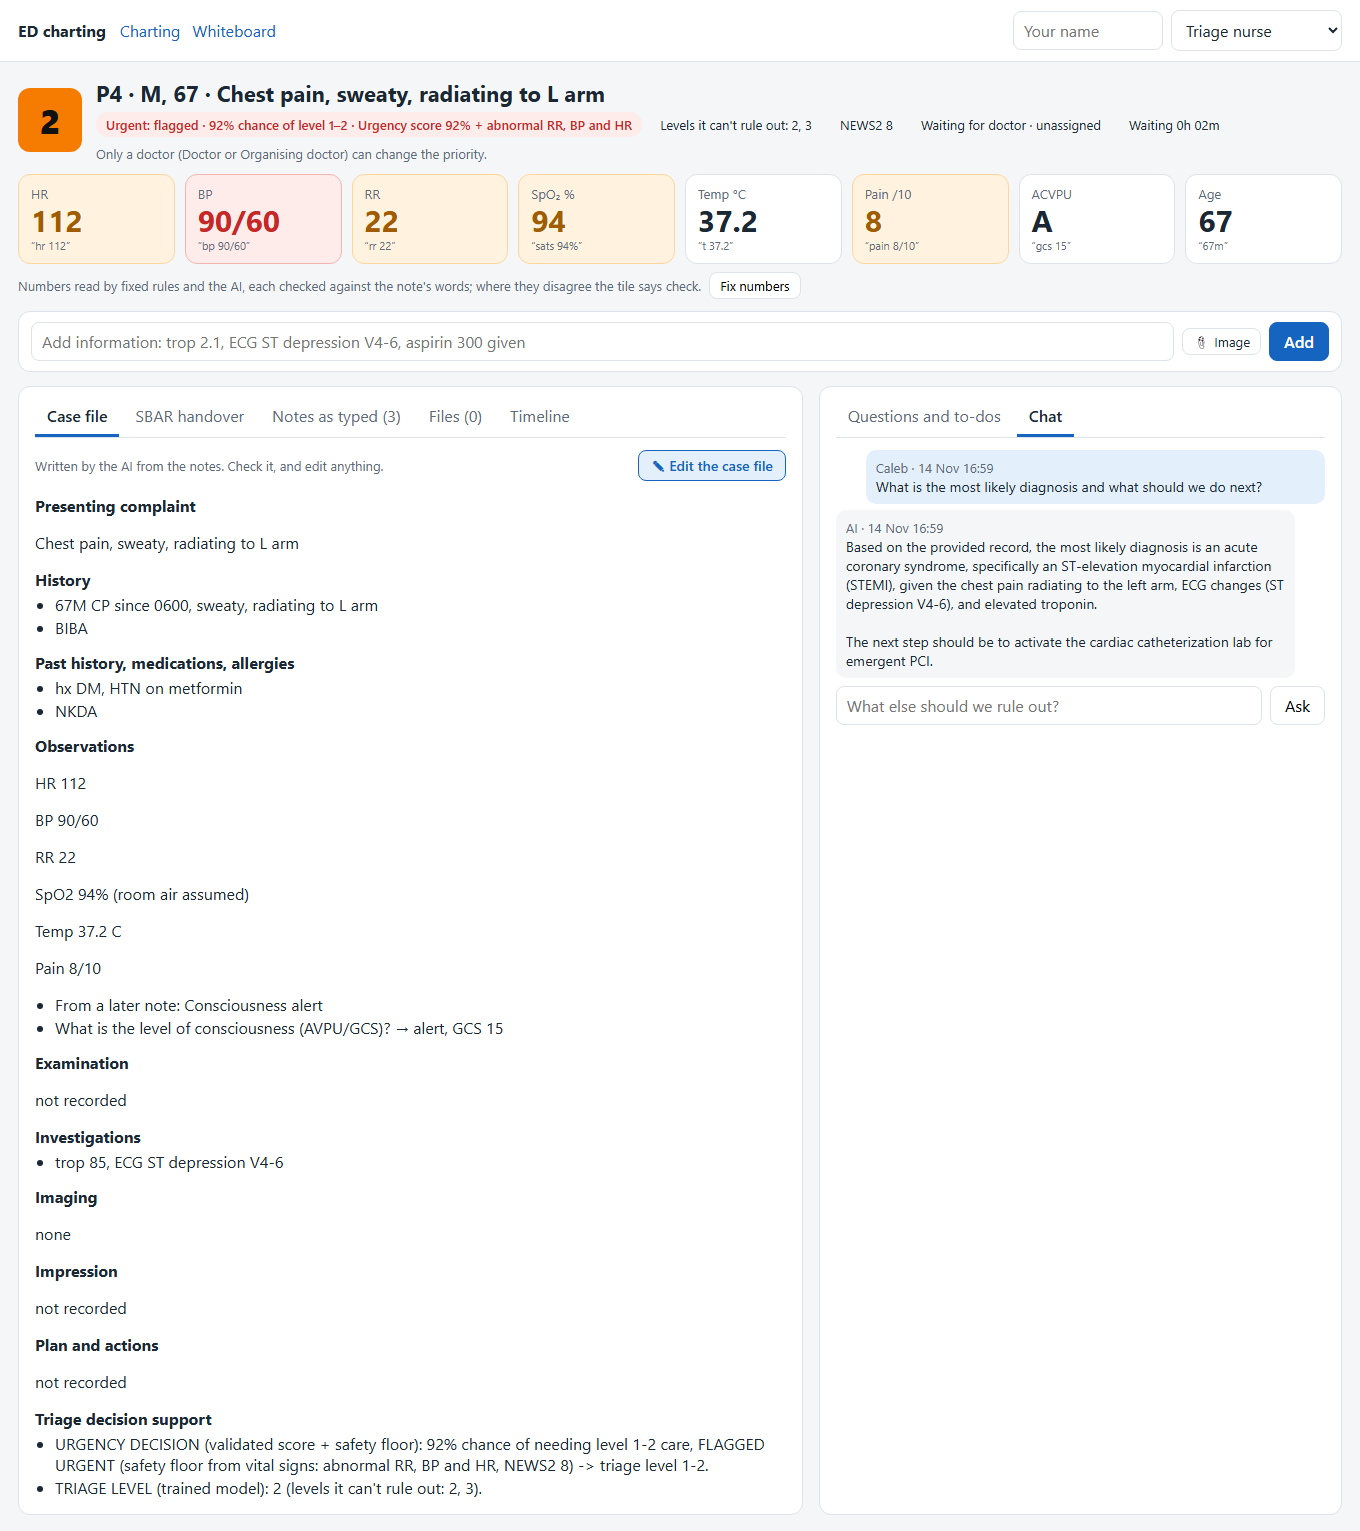 ED charting Charting Whiteboard Your name Triage nurse
2
P4 · M, 67 · Chest pain, sweaty, radiating to L arm
Urgent: flagged · 92% chance of level 1–2 · Urgency score 92% + abnormal RR, BP and HR Levels it can't rule out: 2, 3 NEWS2 8 Waiting for doctor · unassigned Waiting 0h 02m
Only a doctor (Doctor or Organising doctor) can change the priority.
HR
112
“hr 112”
BP
90/60
“bp 90/60”
RR
22
“rr 22”
SpO₂ %
94
“sats 94%”
Temp °C
37.2
“t 37.2”
Pain /10
8
“pain 8/10”
ACVPU
A
“gcs 15”
Age
67
“67m”
Numbers read by fixed rules and the AI, each checked against the note's words; where they disagree the tile says check. Fix numbers
Add information: trop 2.1, ECG ST depression V4-6, aspirin 300 given Image Add
Case file SBAR handover Notes as typed (3) Files (0) Timeline
Written by the AI from the notes. Check it, and edit anything. Edit the case file
Presenting complaint
Chest pain, sweaty, radiating to L arm
History
• 67M CP since 0600, sweaty, radiating to L arm
• BIBA
Past history, medications, allergies
• hx DM, HTN on metformin
• NKDA
Observations
HR 112
BP 90/60
RR 22
SpO2 94% (room air assumed)
Temp 37.2 C
Pain 8/10
• From a later note: Consciousness alert
• What is the level of consciousness (AVPU/GCS)? → alert, GCS 15
Examination
not recorded
Investigations
• trop 85, ECG ST depression V4-6
Imaging
none
Impression
not recorded
Plan and actions
not recorded
Triage decision support
• URGENCY DECISION (validated score + safety floor): 92% chance of needing level 1-2 care, FLAGGED
URGENT (safety floor from vital signs: abnormal RR, BP and HR, NEWS2 8) -> triage level 1-2.
• TRIAGE LEVEL (trained model): 2 (levels it can't rule out: 2, 3).
Questions and to-dos Chat
Caleb · 14 Nov 16:59
What is the most likely diagnosis and what should we do next?
AI · 14 Nov 16:59
Based on the provided record, the most likely diagnosis is an acute
coronary syndrome, specifically an ST-elevation myocardial infarction
(STEMI), given the chest pain radiating to the left arm, ECG changes (ST
depression V4-6), and elevated troponin.
The next step should be to activate the cardiac catheterization lab for
emergent PCI.
What else should we rule out? Ask